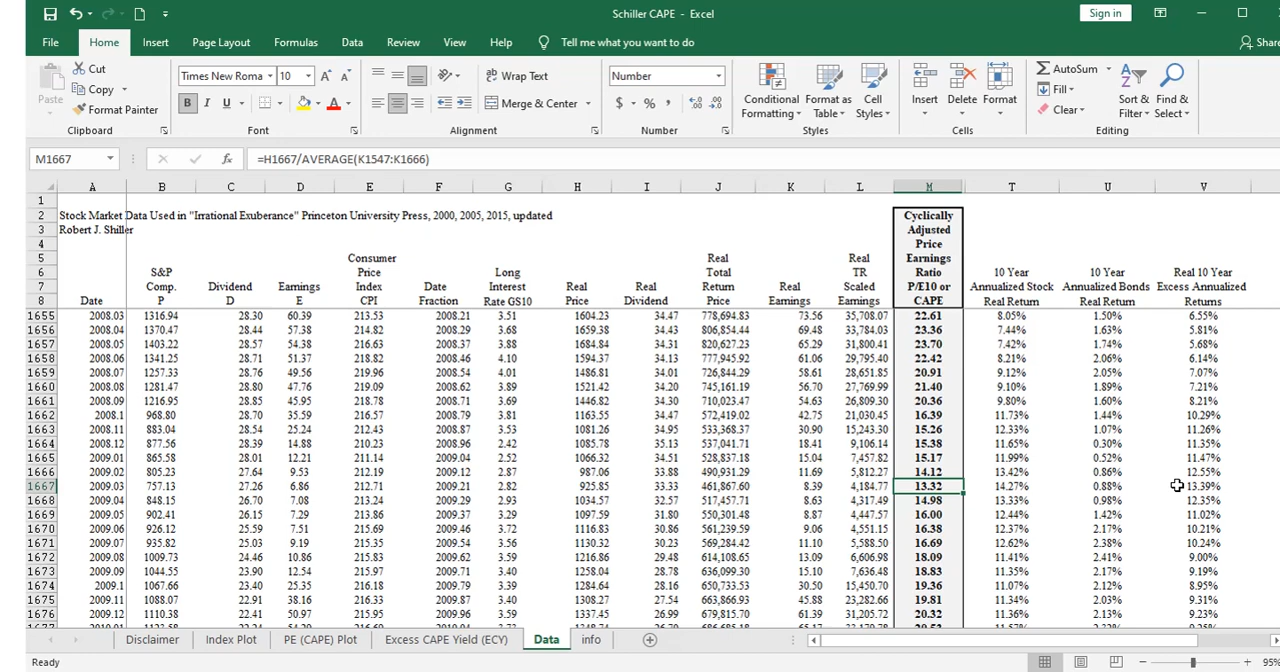 Schiller CAPE - Excel
Sign in
File Home Insert Page Layout Formulas Data Review View Help Tell me what you want to do Share
Paste Cut Copy Format Painter
Times New Roma 10 B I U A A A
Wrap Text Merge & Center
Number $ % ,
Conditional Formatting Format as Table Cell Styles
Insert Delete Format
AutoSum Fill Clear Sort & Filter Find & Select
Clipboard Font Alignment Number Styles Cells Editing
M1667 fx =H1667/AVERAGE(K1547:K1666)
A B C D E F G H I J K L M T U V
1
2 Stock Market Data Used in "Irrational Exuberance" Princeton University Press, 2000, 2005, 2015, updated Cyclically
3 Robert J. Shiller Adjusted
4 Price
5 Consumer Real Real Earnings
6 S&P Price Long Total TR Ratio 10 Year 10 Year Real 10 Year
7 Comp. Dividend Earnings Index Date Interest Real Real Return Real Scaled P/E10 or Annualized Stock Annualized Bonds Excess Annualized
8 Date P D E CPI Fraction Rate GS10 Price Dividend Price Earnings Earnings CAPE Real Return Real Return Returns
1655 2008.03 1316.94 28.30 60.39 213.53 2008.21 3.51 1604.23 34.47 778,694.83 73.56 35,708.07 22.61 8.05% 1.50% 6.55%
1656 2008.04 1370.47 28.44 57.38 214.82 2008.29 3.68 1659.38 34.43 806,854.44 69.48 33,784.03 23.36 7.44% 1.63% 5.81%
1657 2008.05 1403.22 28.57 54.38 216.63 2008.37 3.88 1684.84 34.31 820,627.23 65.29 31,800.41 23.70 7.42% 1.74% 5.68%
1658 2008.06 1341.25 28.71 51.37 218.82 2008.46 4.10 1594.37 34.13 777,945.92 61.06 29,795.40 22.42 8.21% 2.06% 6.14%
1659 2008.07 1257.33 28.76 49.56 219.96 2008.54 4.01 1486.81 34.01 726,844.29 58.61 28,651.85 20.91 9.12% 2.05% 7.07%
1660 2008.08 1281.47 28.80 47.76 219.09 2008.62 3.89 1521.42 34.20 745,161.19 56.70 27,769.99 21.40 9.10% 1.89% 7.21%
1661 2008.09 1216.95 28.85 45.95 218.78 2008.71 3.69 1446.82 34.30 710,023.47 54.63 26,809.30 20.36 9.80% 1.60% 8.21%
1662 2008.1 968.80 28.70 35.59 216.57 2008.79 3.81 1163.55 34.47 572,419.02 42.75 21,030.45 16.39 11.73% 1.44% 10.29%
1663 2008.11 883.04 28.54 25.24 212.43 2008.87 3.53 1081.26 34.95 533,368.37 30.90 15,243.30 15.26 12.33% 1.07% 11.26%
1664 2008.12 877.56 28.39 14.88 210.23 2008.96 2.42 1085.78 35.13 537,041.71 18.41 9,106.14 15.38 11.65% 0.30% 11.35%
1665 2009.01 865.58 28.01 12.21 211.14 2009.04 2.52 1066.32 34.51 528,837.18 15.04 7,457.82 15.17 11.99% 0.52% 11.47%
1666 2009.02 805.23 27.64 9.53 212.19 2009.12 2.87 987.06 33.88 490,931.29 11.69 5,812.27 14.12 13.42% 0.86% 12.55%
1667 2009.03 757.13 27.26 6.86 212.71 2009.21 2.82 925.85 33.33 461,867.60 8.39 4,184.77 13.32 14.27% 0.88% 13.39%
1668 2009.04 848.15 26.70 7.08 213.24 2009.29 2.93 1034.57 32.57 517,457.71 8.63 4,317.49 14.98 13.33% 0.98% 12.35%
1669 2009.05 902.41 26.15 7.29 213.86 2009.37 3.29 1097.59 31.80 550,301.48 8.87 4,447.57 16.00 12.44% 1.42% 11.02%
1670 2009.06 926.12 25.59 7.51 215.69 2009.46 3.72 1116.83 30.86 561,239.59 9.06 4,551.15 16.38 12.37% 2.17% 10.21%
1671 2009.07 935.82 25.03 9.19 215.35 2009.54 3.56 1130.32 30.23 569,284.42 11.10 5,588.50 16.69 12.62% 2.38% 10.24%
1672 2009.08 1009.73 24.46 10.86 215.83 2009.62 3.59 1216.86 29.48 614,108.65 13.09 6,606.98 18.09 11.41% 2.41% 9.00%
1673 2009.09 1044.55 23.90 12.54 215.97 2009.71 3.40 1258.04 28.78 636,099.30 15.10 7,636.48 18.83 11.35% 2.17% 9.19%
1674 2009.1 1067.66 23.40 25.35 216.18 2009.79 3.39 1284.64 28.16 650,733.53 30.50 15,450.70 19.36 11.07% 2.12% 8.95%
1675 2009.11 1088.07 22.91 38.16 216.33 2009.87 3.40 1308.27 27.54 663,866.93 45.88 23,282.66 19.81 11.34% 2.03% 9.31%
1676 2009.12 1110.38 22.41 50.97 215.95 2009.96 3.59 1337.45 26.99 679,815.70 61.39 31,205.72 20.32 11.36% 2.13% 9.23%
Disclaimer Index Plot PE (CAPE) Plot Excess CAPE Yield (ECY) Data info
Ready 95%